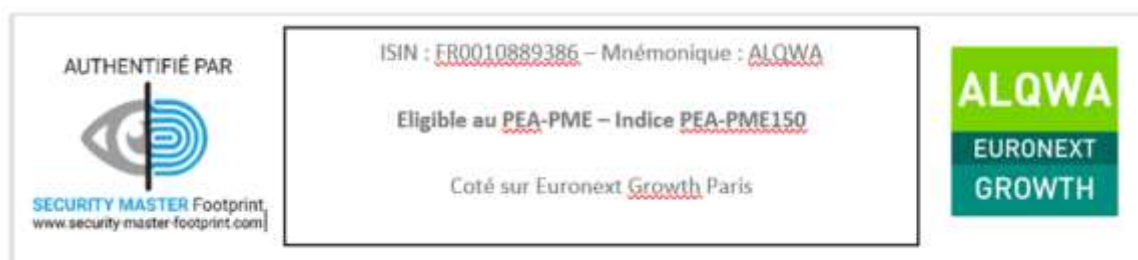 AUTHENTIFIÉ PAR
SECURITY MASTER Footprint
www.security-master-footprint.com
ISIN : FR0010889386 – Mnémonique : ALQWA
Eligible au PEA-PME – Indice PEA-PME150
Coté sur Euronext Growth Paris
ALQWA
EURONEXT
GROWTH